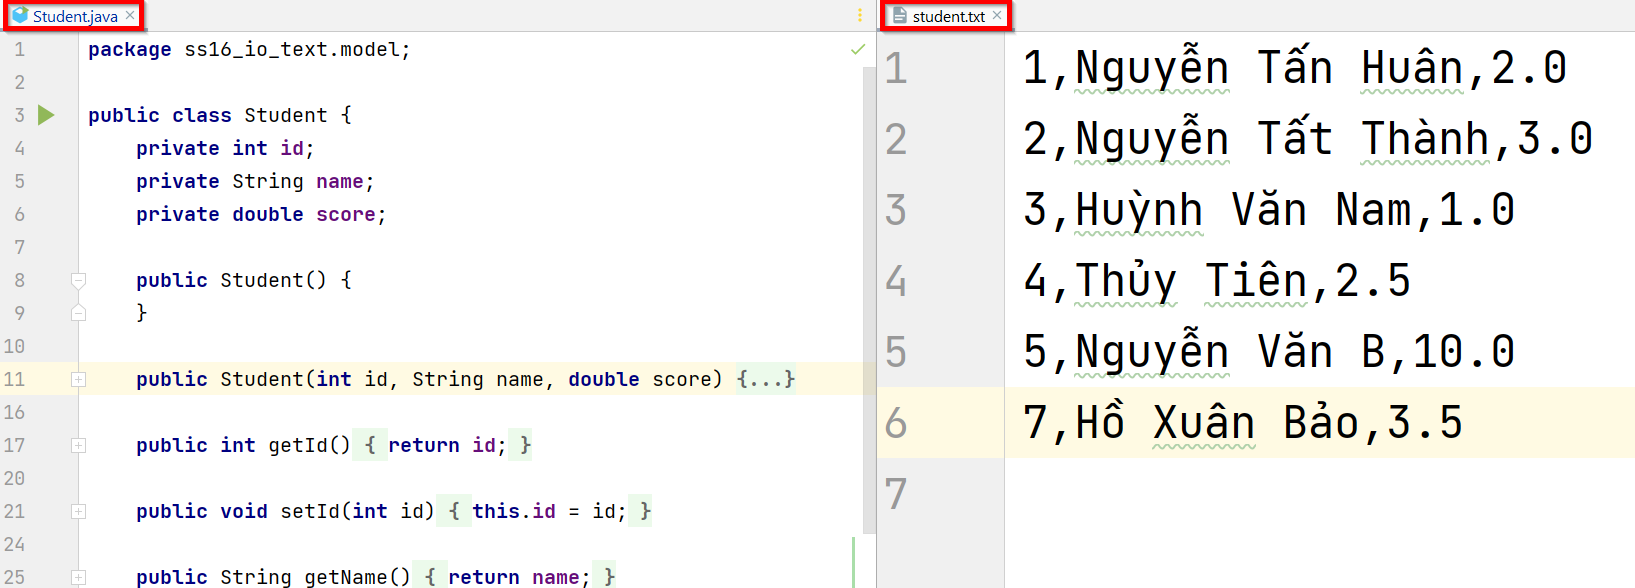 Student.java
1 package ss16_io_text.model;
2
3 public class Student {
4 private int id;
5 private String name;
6 private double score;
7
8 public Student() {
9 }
10
11 public Student(int id, String name, double score) {...}
16
17 public int getId() { return id; }
20
21 public void setId(int id) { this.id = id; }
24
25 public String getName() { return name; }
student.txt
1 1,Nguyễn Tấn Huân,2.0
2 2,Nguyễn Tất Thành,3.0
3 3,Huỳnh Văn Nam,1.0
4 4,Thủy Tiên,2.5
5 5,Nguyễn Văn B,10.0
6 7,Hồ Xuân Bảo,3.5
7